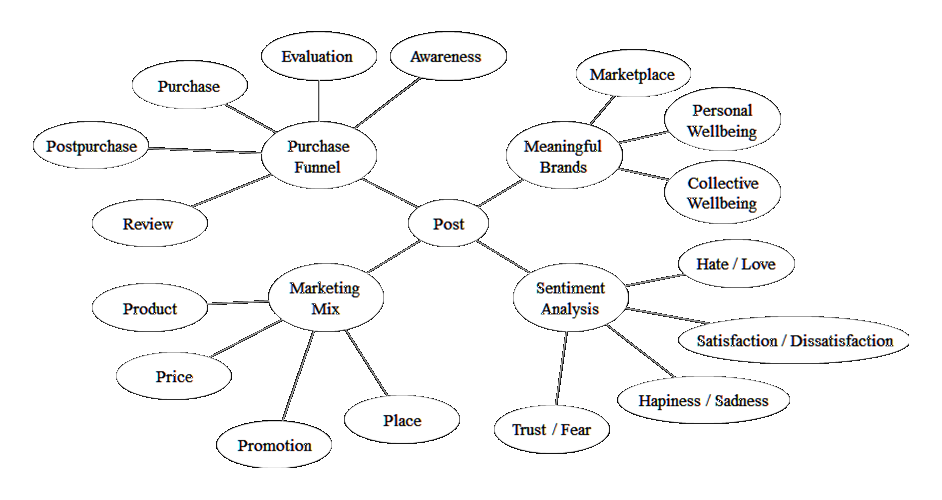 Evaluation
Awareness
Purchase
Marketplace
Postpurchase
Purchase
Funnel
Meaningful
Brands
Personal
Wellbeing
Collective
Wellbeing
Review
Post
Hate / Love
Marketing
Mix
Sentiment
Analysis
Product
Satisfaction / Dissatisfaction
Price
Hapiness / Sadness
Place
Trust / Fear
Promotion